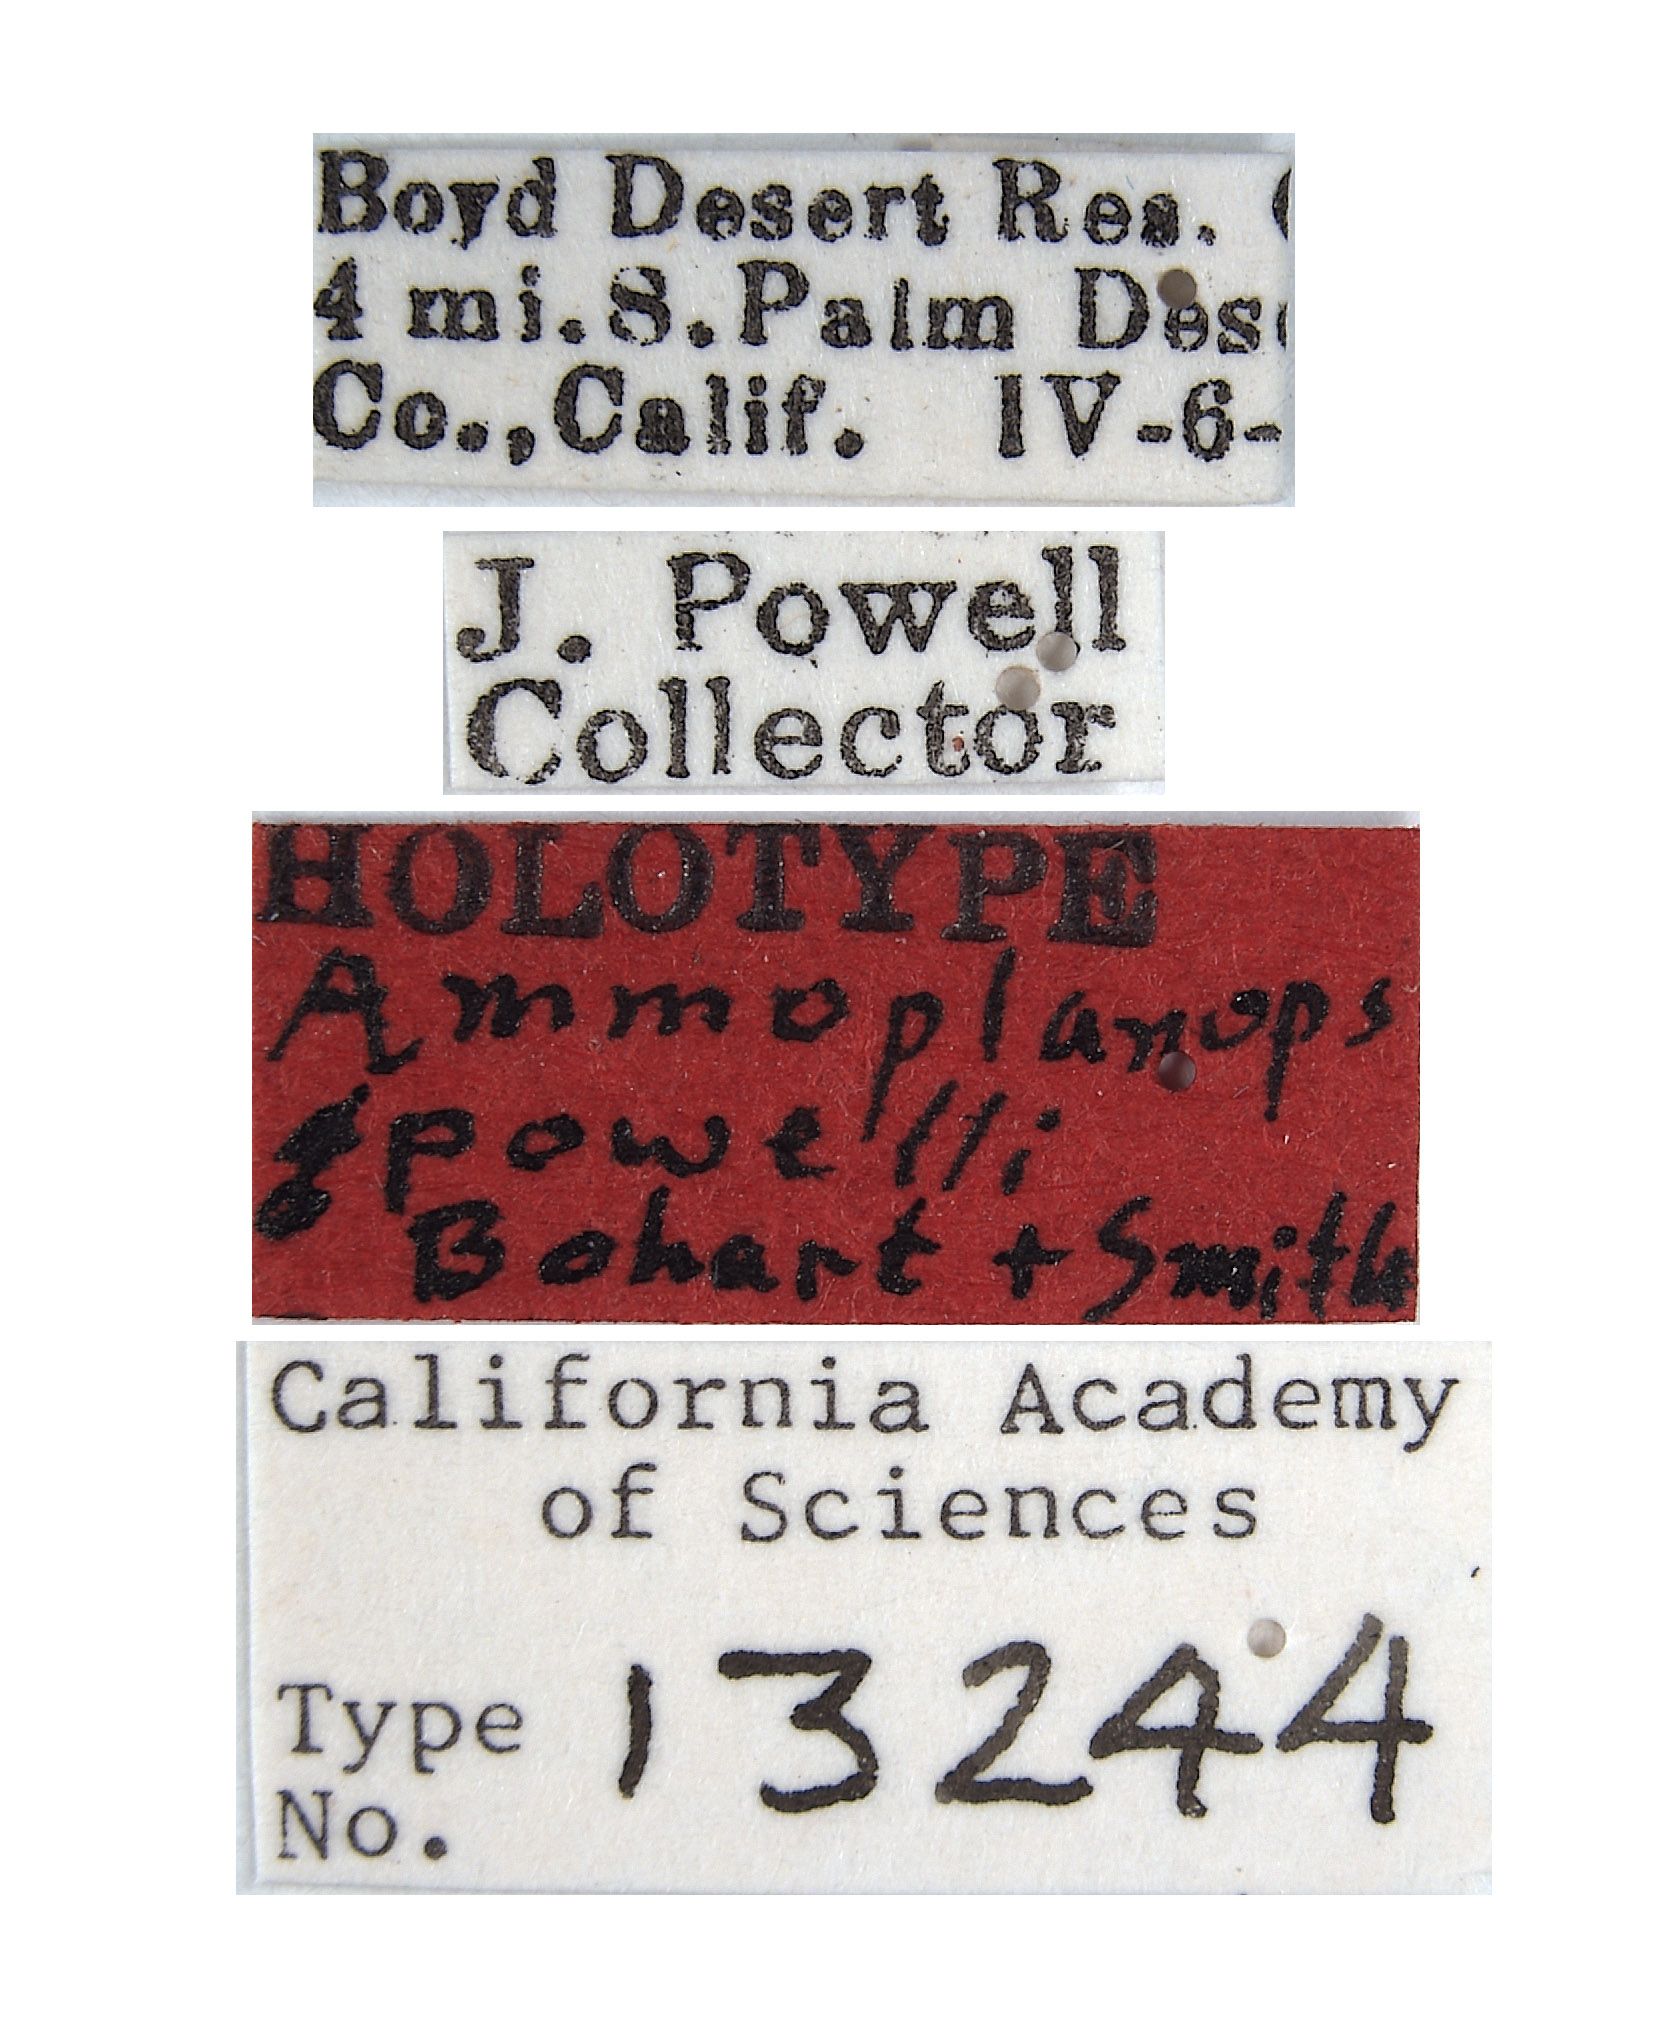 Boyd Desert Res.
4 mi. S. Palm Des
Co., Calif. IV-6-
J. Powell
Collector
HOLOTYPE
Ammoplanops
♂ powelli
Bohart + Smith
California Academy
of Sciences
Type
No. 13244